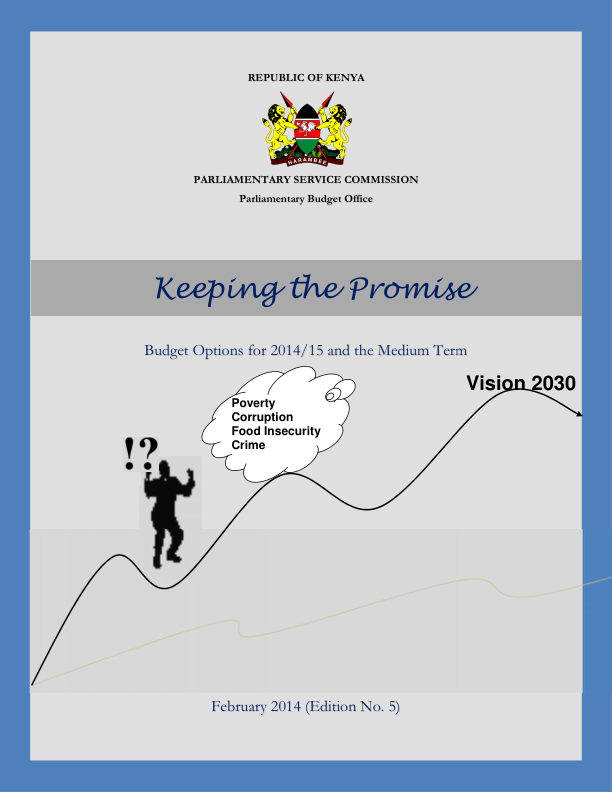 REPUBLIC OF KENYA
HARAMBEE
PARLIAMENTARY SERVICE COMMISSION
Parliamentary Budget Office
Keeping the Promise
Budget Options for 2014/15 and the Medium Term
Vision 2030
Poverty
Corruption
Food Insecurity
Crime
!?
February 2014 (Edition No. 5)